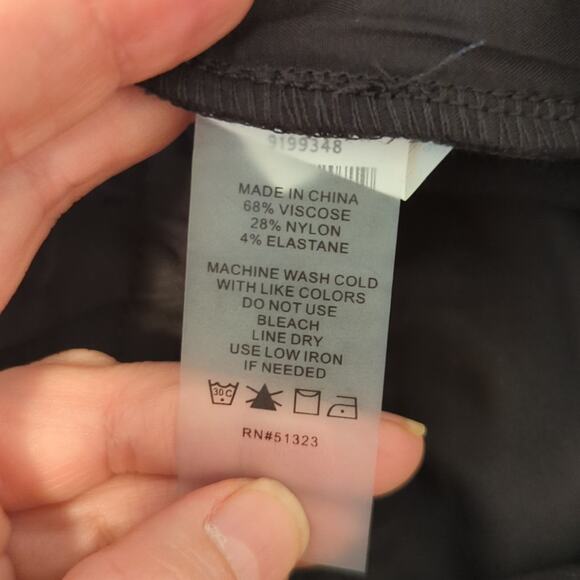 9199348
MADE IN CHINA
68% VISCOSE
28% NYLON
4% ELASTANE
MACHINE WASH COLD
WITH LIKE COLORS
DO NOT USE
BLEACH
LINE DRY
USE LOW IRON
IF NEEDED
30C
RN#51323